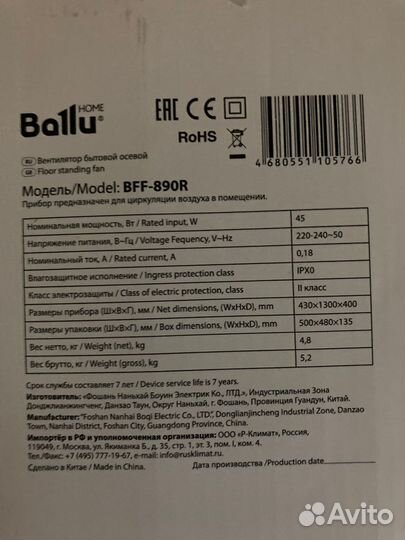 Ballu® HOME
EAC CE
RoHS
4 680551 105766
RU Вентилятор бытовой осевой
GB Floor standing fan
Модель/Model: BFF-890R
Прибор предназначен для циркуляции воздуха в помещении.
Номинальная мощность, Вт / Rated input, W 45
Напряжение питания, В~Гц / Voltage Fequency, V~Hz 220-240~50
Номинальный ток, А / Rated current, A 0,18
Влагозащитное исполнение / Ingress protection class IPX0
Класс электрозащиты / Class of electric protection, class II класс
Размеры прибора (Ш×В×Г), мм / Net dimensions, (WxHxD), mm 430×1300×400
Размеры упаковки (Ш×В×Г), мм / Box dimensions, (WxHxD), mm 500×480×135
Вес нетто, кг / Weight (net), kg 4,8
Вес брутто, кг / Weight (gross), kg 5,2
Срок службы составляет 7 лет / Device service life is 7 years.
Изготовитель: «Фошань Наньхай Боуин Электрик Ко., ЛТД.», Индустриальная Зона
Донджлианжиченг, Данзао Таун, Округ Наньхай, г. Фошань, Провинция Гуандун, Китай.
Manufacturer: "Foshan Nanhai Boqi Electric Co., LTD", Donglianjincheng Industrial Zone, Danzao
Town, Nanhai District, Foshan City, Guangdong Province, China.
Импортёр в РФ и уполномоченная организация: ООО «Р-Климат», Россия,
119049, г. Москва, ул. Якиманка Б., д. 35, стр. 1, эт. 3, пом. I, ком. 4.
Тел./Факс: +7 (495) 777-19-67, e-mail: info@rusklimat.ru
Сделано в Китае / Made in China Дата изготовления /Production date
Avito